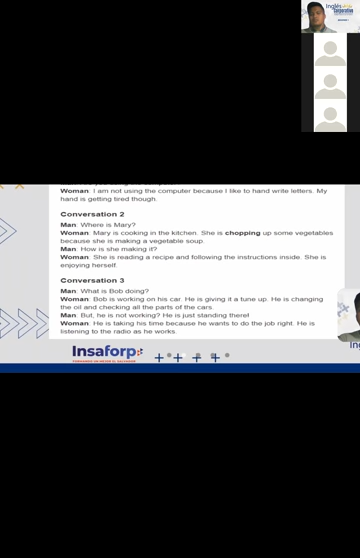 Inglés
corporativo
Woman: I am not using the computer because I like to hand write letters. My
hand is getting tired though.
Conversation 2
Man: Where is Mary?
Woman: Mary is cooking in the kitchen. She is chopping up some vegetables
because she is making a vegetable soup.
Man: How is she making it?
Woman: She is reading a recipe and following the instructions inside. She is
enjoying herself.
Conversation 3
Man: What is Bob doing?
Woman: Bob is working on his car. He is giving it a tune up. He is changing
the oil and checking all the parts of the cars.
Man: But, he is not working? He is just standing there!
Woman: He is taking his time because he wants to do the job right. He is
listening to the radio as he works.
Insaforp